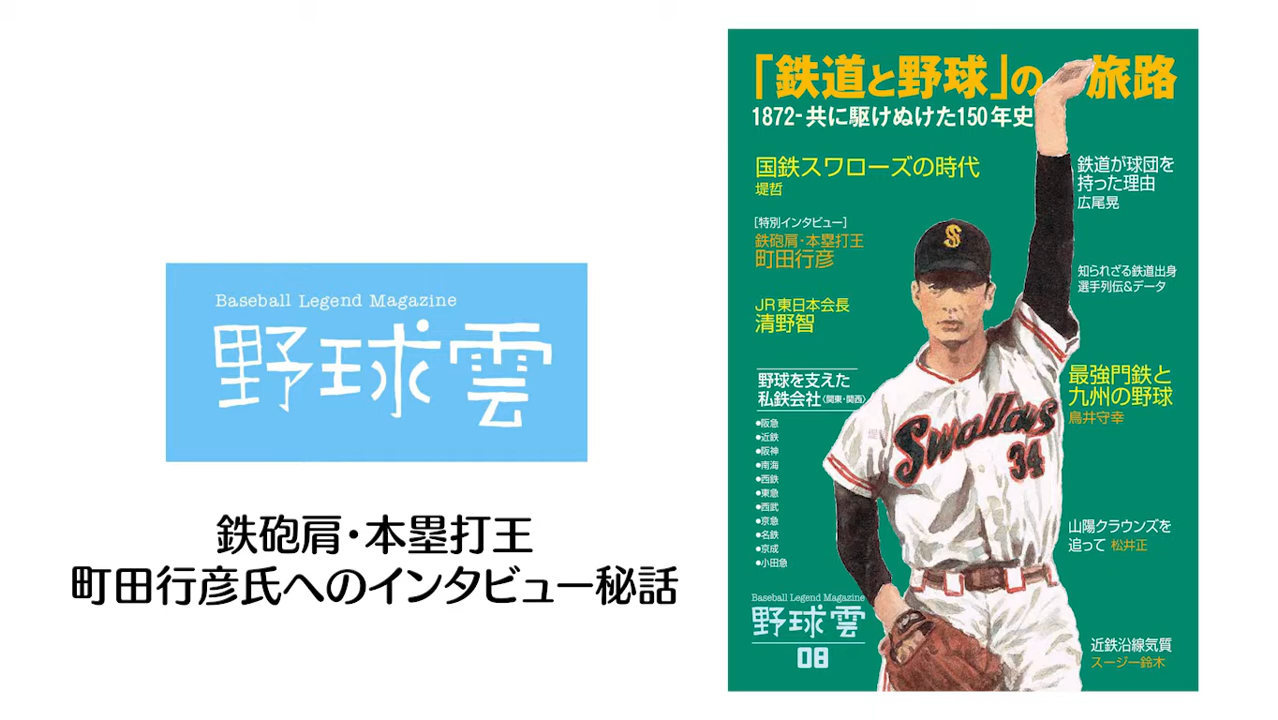 Baseball Legend Magazine
野球雲
鉄砲肩・本塁打王
町田行彦氏へのインタビュー秘話
「鉄道と野球」の旅路
1872-共に駆けぬけた150年史
国鉄スワローズの時代
堤哲
[特別インタビュー]
鉄砲肩・本塁打王
町田行彦
JR東日本会長
清野智
野球を支えた
私鉄会社〈関東・関西〉
●阪急
●近鉄
●阪神
●南海
●西鉄
●東急
●西武
●京急
●名鉄
●京成
●小田急
Baseball Legend Magazine
野球雲
08
鉄道が球団を
持った理由
広尾晃
知られざる鉄道出身
選手列伝&データ
最強門鉄と
九州の野球
鳥井守幸
山陽クラウンズを
追って 松井正
近鉄沿線気質
スージー鈴木
S
Swallows
34